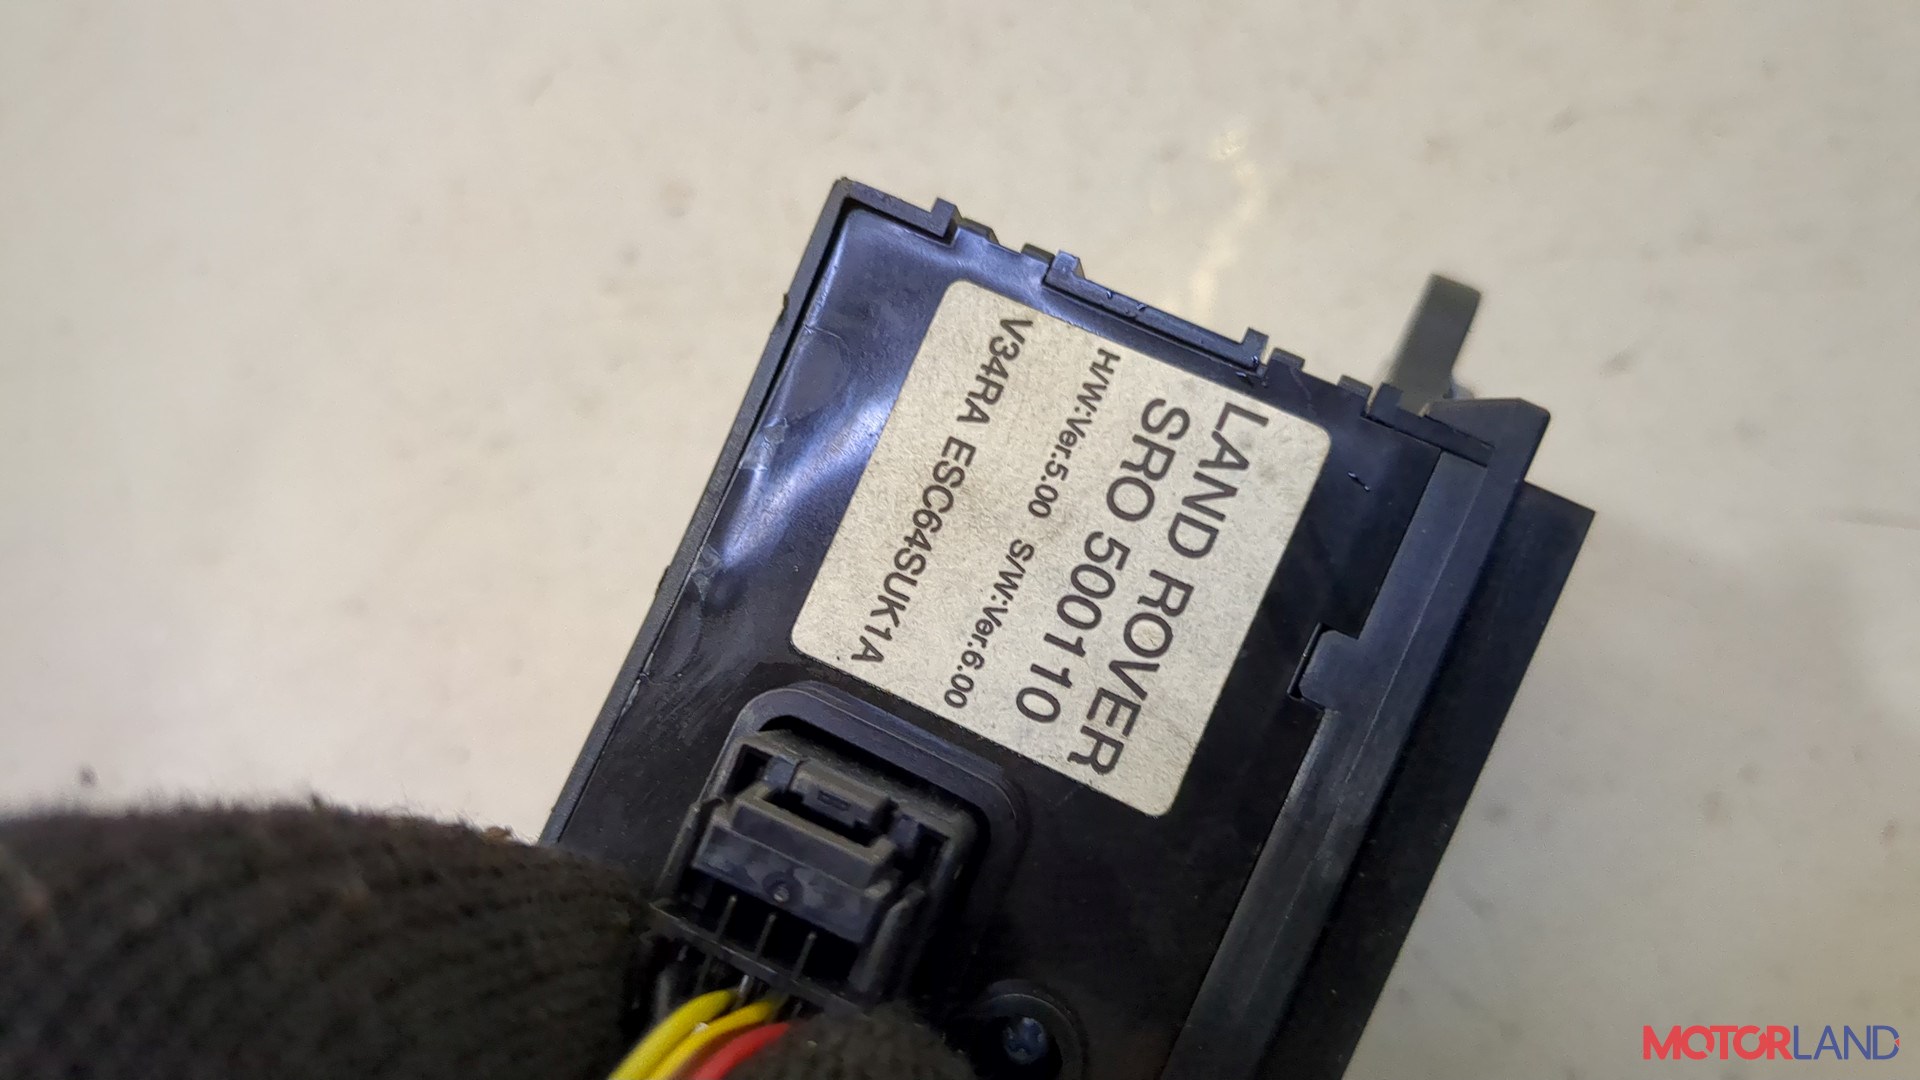 LAND ROVER
SRO 500110
H/W:Ver.5.00 S/W:Ver.6.00
V34RA ESC64SUK1A
MOTORLAND